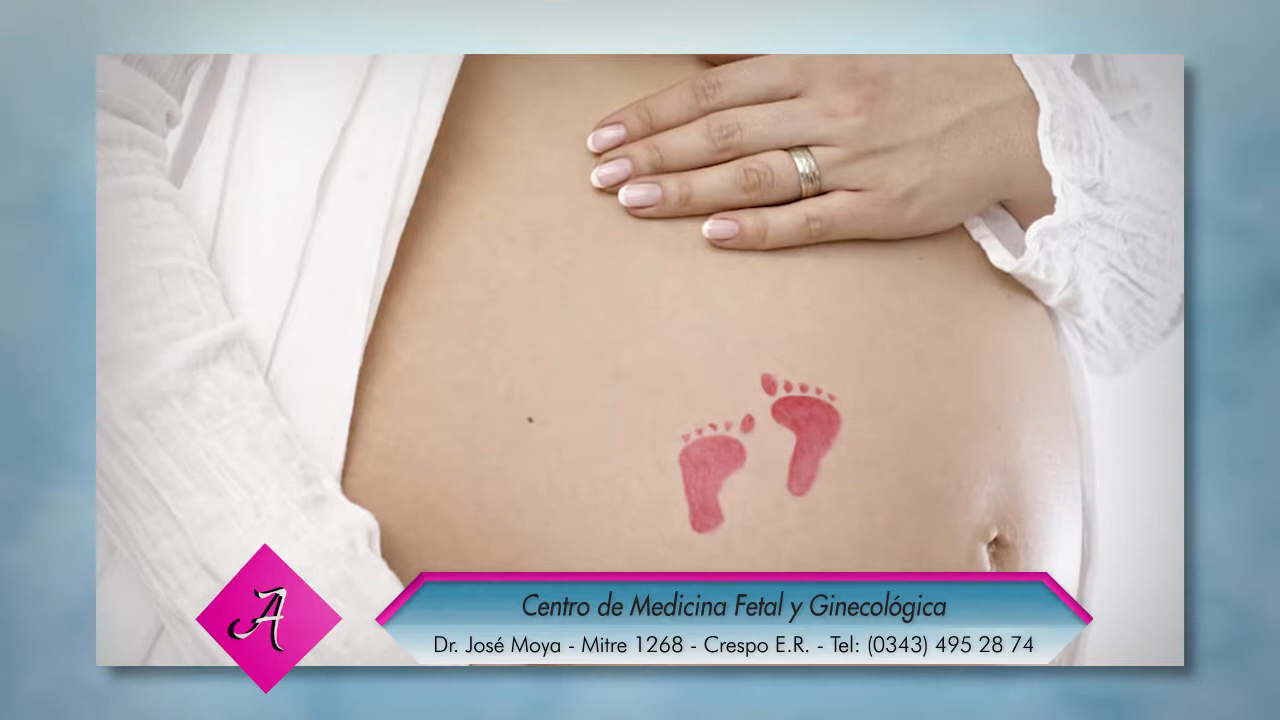 A
Centro de Medicina Fetal y Ginecológica
Dr. José Moya - Mitre 1268 - Crespo E.R. - Tel: (0343) 495 28 74